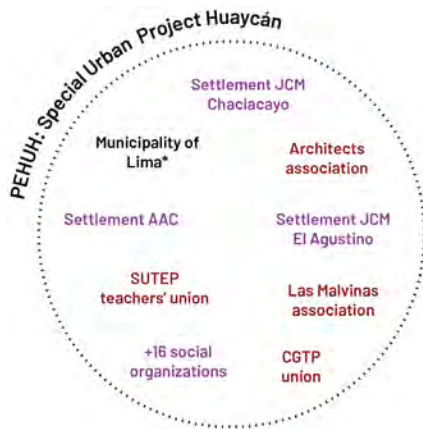 PEHUH: Special Urban Project Huaycán
Settlement JCM
Chaclacayo
Municipality of
Lima*
Architects
association
Settlement AAC
Settlement JCM
El Agustino
SUTEP
teachers' union
Las Malvinas
association
+16 social
organizations
CGTP
union